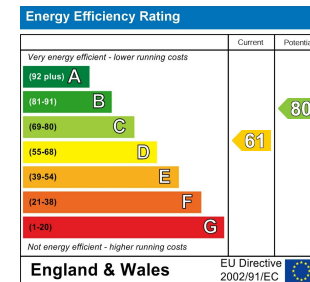 Energy Efficiency Rating
Current Potentia
Very energy efficient - lower running costs
(92 plus) A
(81-91) B
(69-80) C
(55-68) D
(39-54) E
(21-38) F
(1-20) G
61
80
Not energy efficient - higher running costs
England & Wales
EU Directive
2002/91/EC